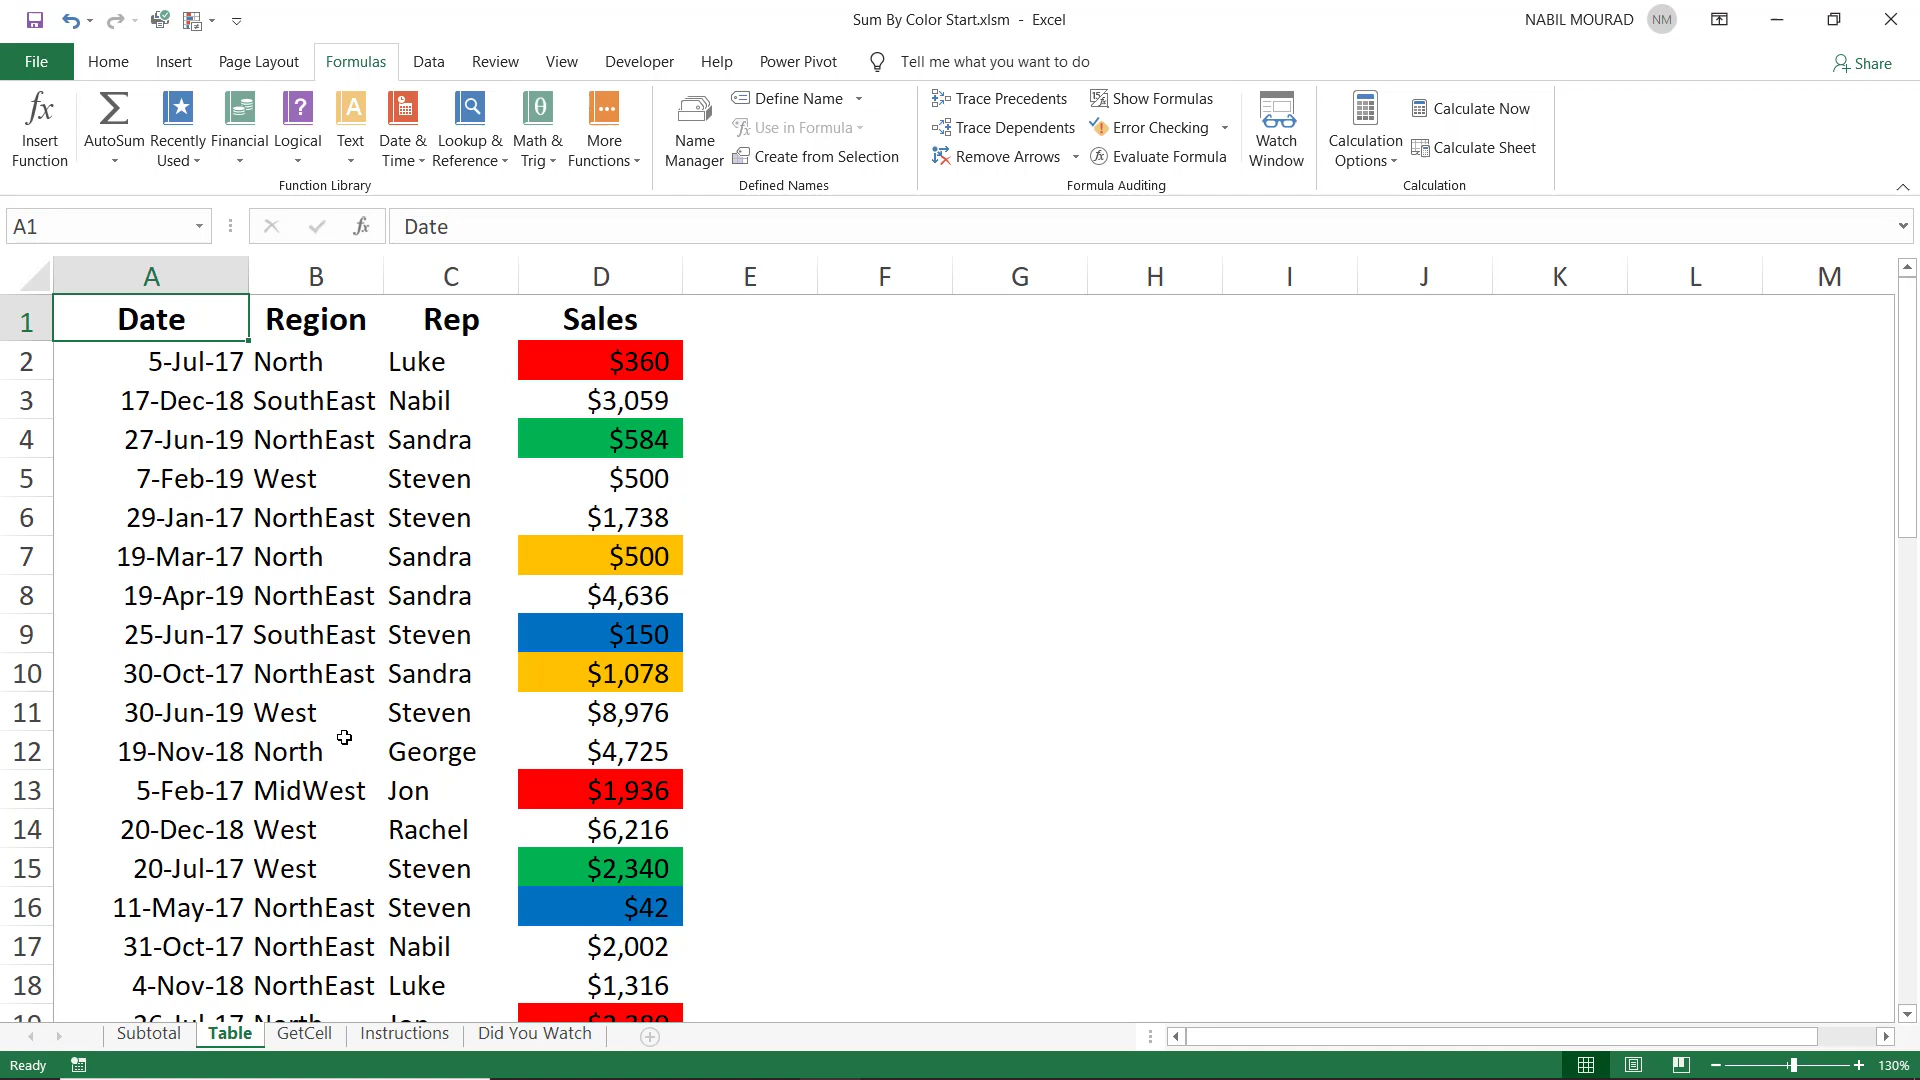 Sum By Color Start.xlsm - Excel
NABIL MOURAD NM
File Home Insert Page Layout Formulas Data Review View Developer Help Power Pivot Tell me what you want to do Share
Insert Function
AutoSum
Recently Used
Financial
Logical
Text
Date & Time
Lookup & Reference
Math & Trig
More Functions
Function Library
Name Manager
Define Name
Use in Formula
Create from Selection
Defined Names
Trace Precedents
Trace Dependents
Remove Arrows
Show Formulas
Error Checking
Evaluate Formula
Formula Auditing
Watch Window
Calculation Options
Calculate Now
Calculate Sheet
Calculation
A1 fx Date
A B C D E F G H I J K L M
1 Date Region Rep Sales
2 5-Jul-17 North Luke $360
3 17-Dec-18 SouthEast Nabil $3,059
4 27-Jun-19 NorthEast Sandra $584
5 7-Feb-19 West Steven $500
6 29-Jan-17 NorthEast Steven $1,738
7 19-Mar-17 North Sandra $500
8 19-Apr-19 NorthEast Sandra $4,636
9 25-Jun-17 SouthEast Steven $150
10 30-Oct-17 NorthEast Sandra $1,078
11 30-Jun-19 West Steven $8,976
12 19-Nov-18 North George $4,725
13 5-Feb-17 MidWest Jon $1,936
14 20-Dec-18 West Rachel $6,216
15 20-Jul-17 West Steven $2,340
16 11-May-17 NorthEast Steven $42
17 31-Oct-17 NorthEast Nabil $2,002
18 4-Nov-18 NorthEast Luke $1,316
Subtotal Table GetCell Instructions Did You Watch
Ready 130%